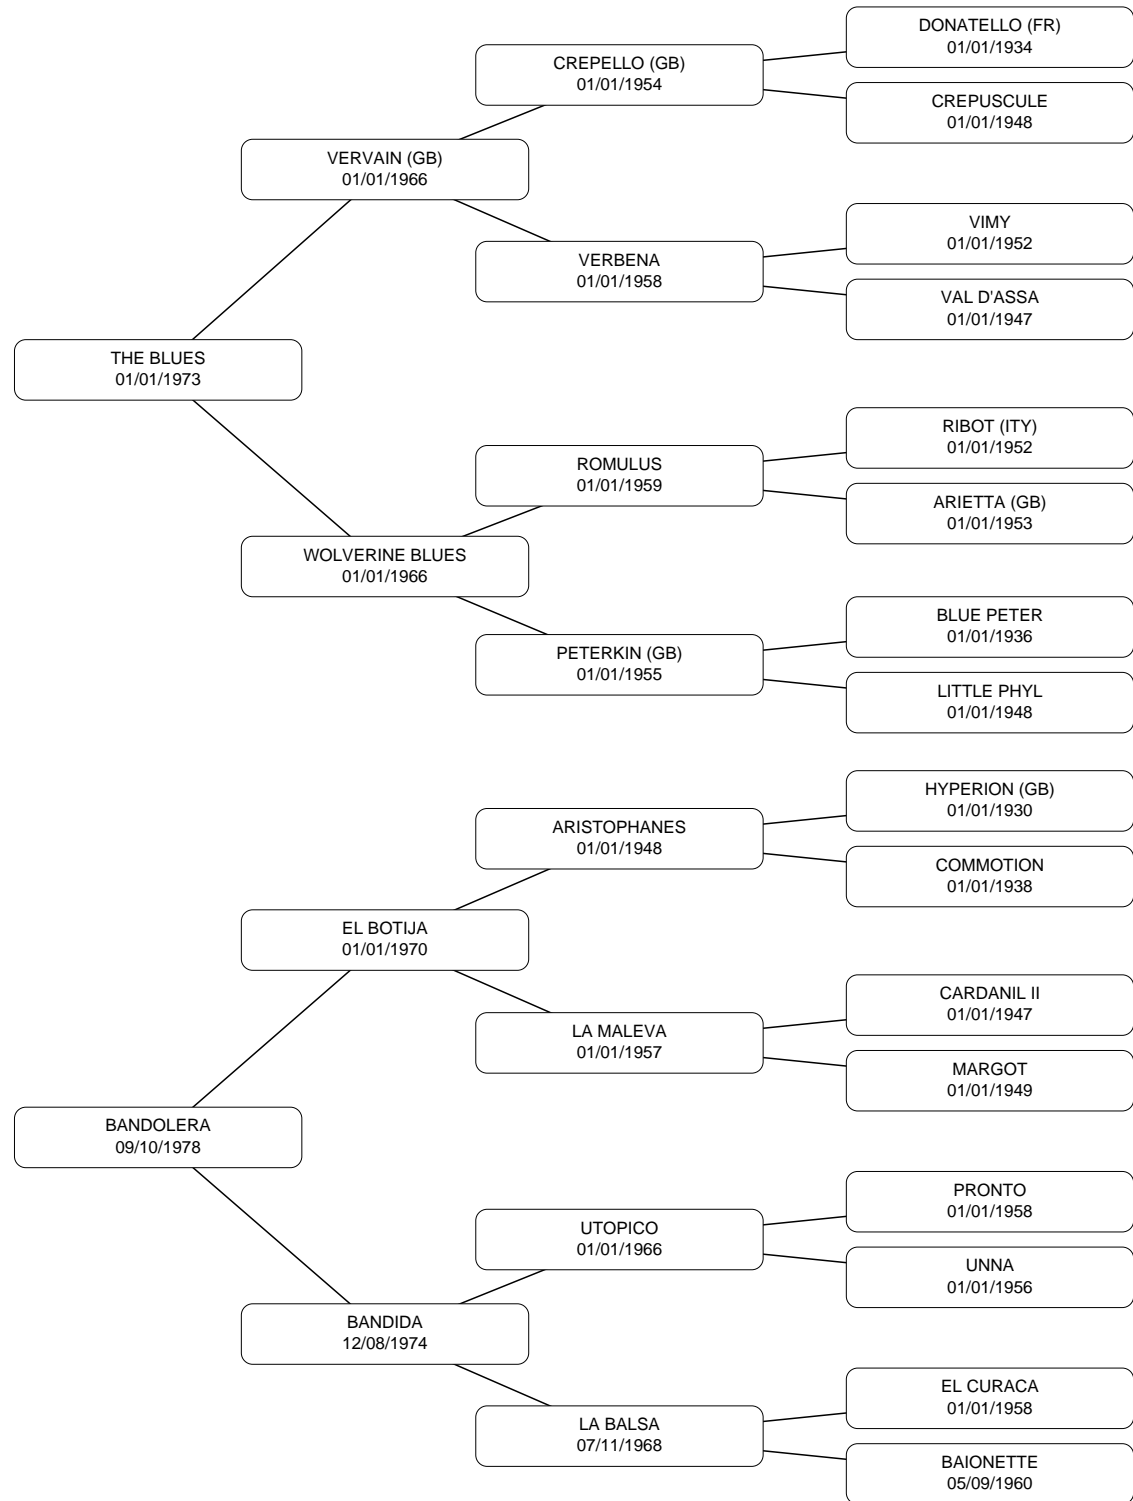 DONATELLO (FR)
01/01/1934
CREPELLO (GB)
01/01/1954
CREPUSCULE
01/01/1948
VERVAIN (GB)
01/01/1966
VIMY
01/01/1952
VERBENA
01/01/1958
VAL D'ASSA
01/01/1947
THE BLUES
01/01/1973
RIBOT (ITY)
01/01/1952
ROMULUS
01/01/1959
ARIETTA (GB)
01/01/1953
WOLVERINE BLUES
01/01/1966
BLUE PETER
01/01/1936
PETERKIN (GB)
01/01/1955
LITTLE PHYL
01/01/1948
HYPERION (GB)
01/01/1930
ARISTOPHANES
01/01/1948
COMMOTION
01/01/1938
EL BOTIJA
01/01/1970
CARDANIL II
01/01/1947
LA MALEVA
01/01/1957
MARGOT
01/01/1949
BANDOLERA
09/10/1978
PRONTO
01/01/1958
UTOPICO
01/01/1966
UNNA
01/01/1956
BANDIDA
12/08/1974
EL CURACA
01/01/1958
LA BALSA
07/11/1968
BAIONETTE
05/09/1960